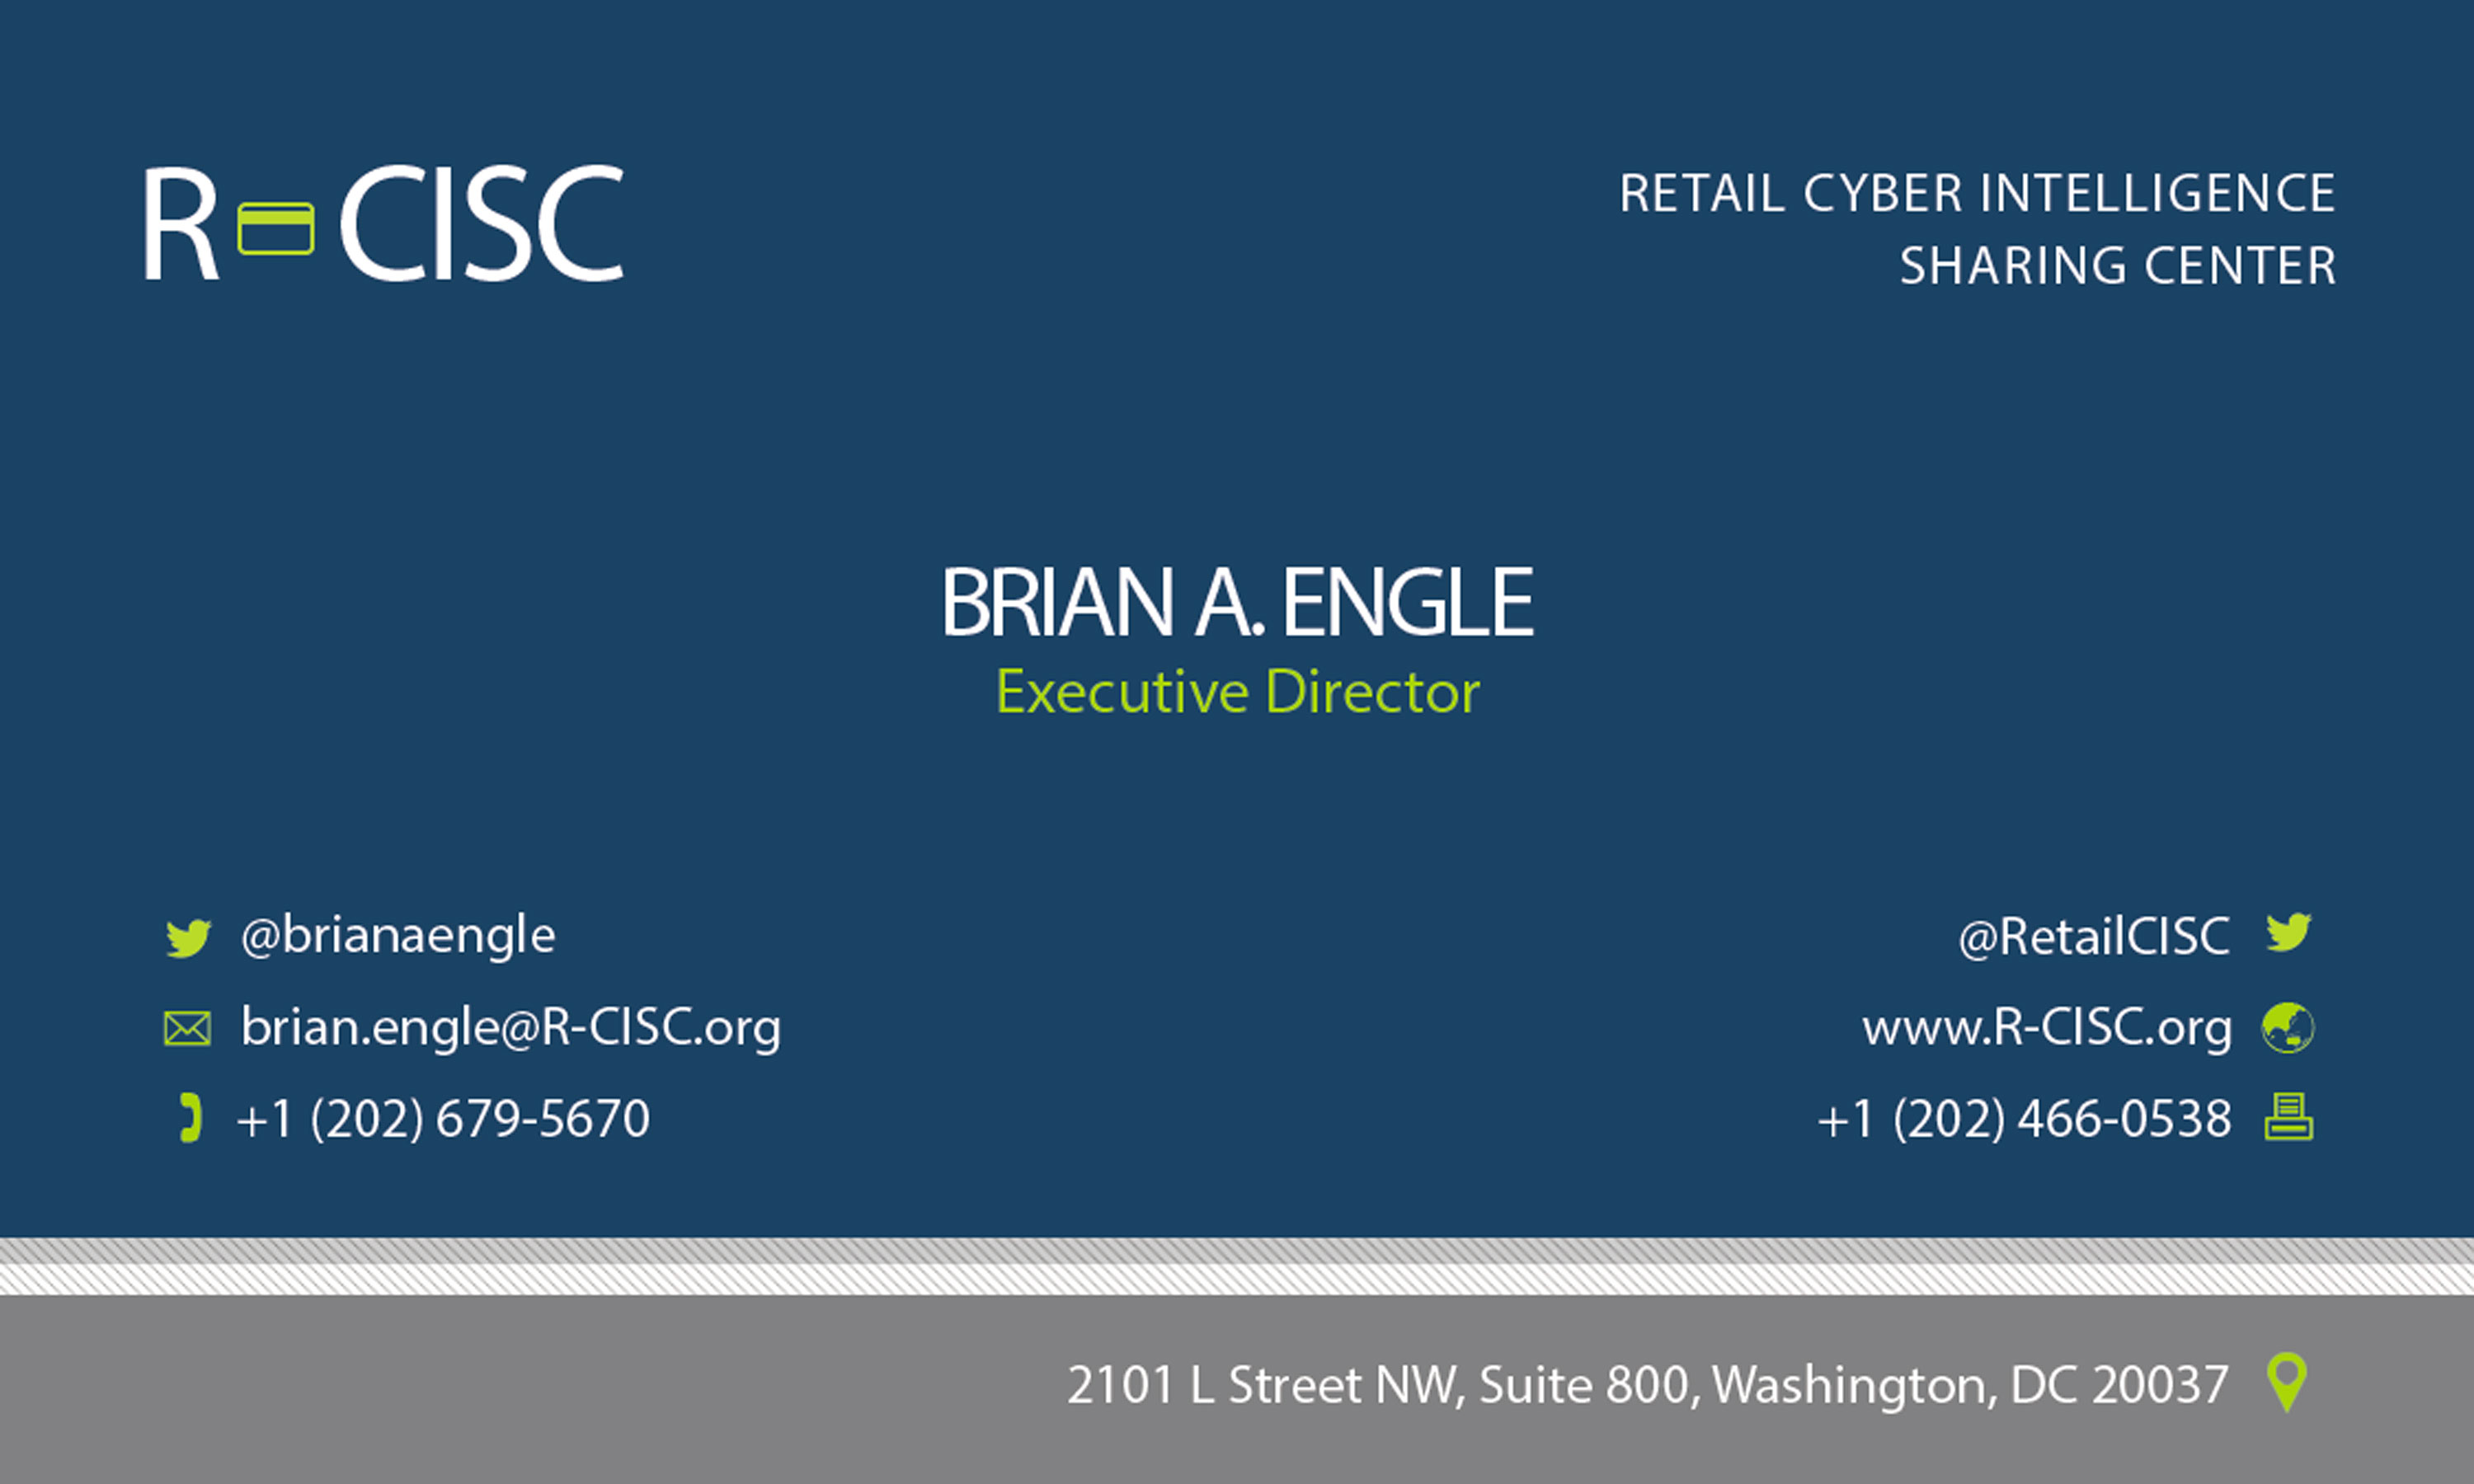 R-CISC
RETAIL CYBER INTELLIGENCE
SHARING CENTER
BRIAN A. ENGLE
Executive Director
@brianaengle
brian.engle@R-CISC.org
+1 (202) 679-5670
@RetailCISC
www.R-CISC.org
+1 (202) 466-0538
2101 L Street NW, Suite 800, Washington, DC 20037